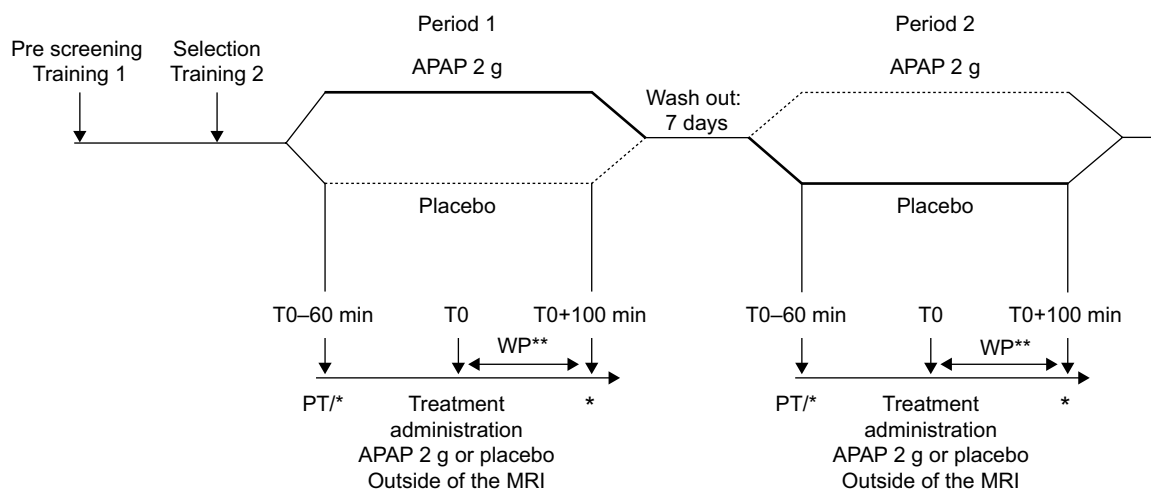 Period 1
Period 2
Pre screening
Training 1
Selection
Training 2
APAP 2 g
APAP 2 g
Wash out:
7 days
Placebo
Placebo
T0–60 min
T0
T0+100 min
T0–60 min
T0
T0+100 min
WP**
WP**
PT/*
Treatment
administration
APAP 2 g or placebo
Outside of the MRI
*
PT/*
Treatment
administration
APAP 2 g or placebo
Outside of the MRI
*